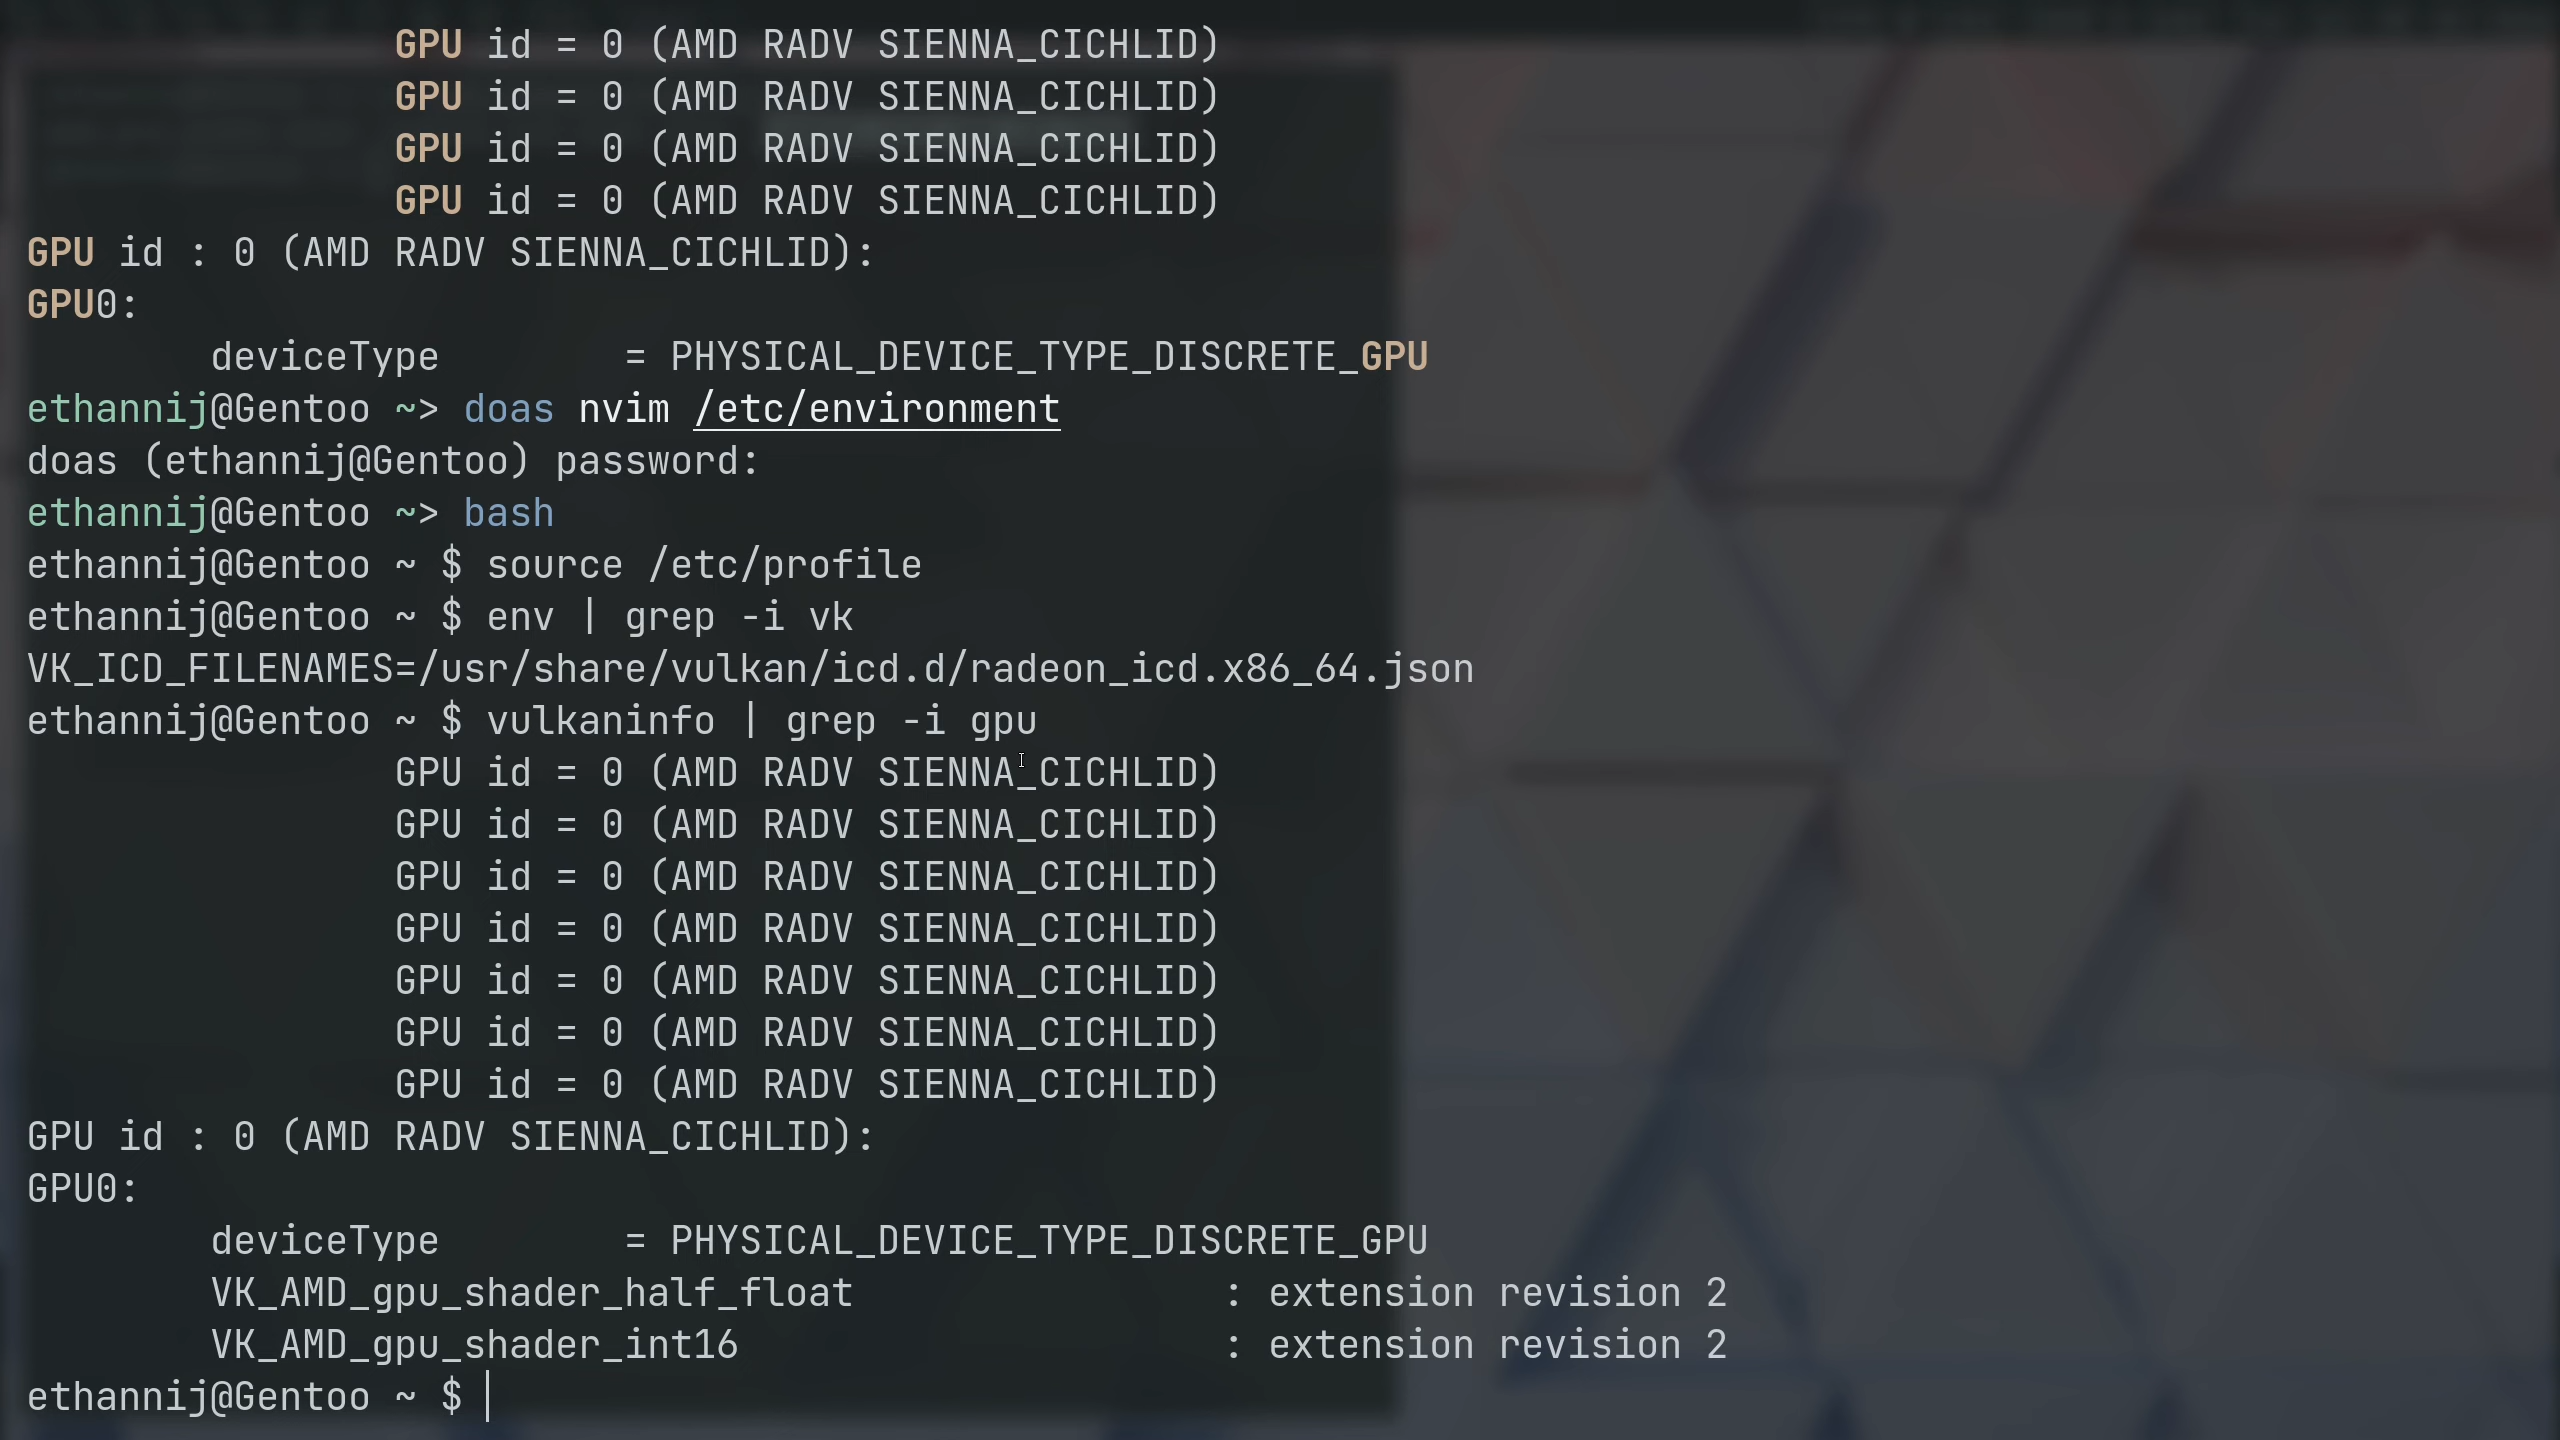 GPU id = 0 (AMD RADV SIENNA_CICHLID)
GPU id = 0 (AMD RADV SIENNA_CICHLID)
GPU id = 0 (AMD RADV SIENNA_CICHLID)
GPU id = 0 (AMD RADV SIENNA_CICHLID)
GPU id : 0 (AMD RADV SIENNA_CICHLID):
GPU0:
deviceType = PHYSICAL_DEVICE_TYPE_DISCRETE_GPU
ethannij@Gentoo ~> doas nvim /etc/environment
doas (ethannij@Gentoo) password:
ethannij@Gentoo ~> bash
ethannij@Gentoo ~ $ source /etc/profile
ethannij@Gentoo ~ $ env | grep -i vk
VK_ICD_FILENAMES=/usr/share/vulkan/icd.d/radeon_icd.x86_64.json
ethannij@Gentoo ~ $ vulkaninfo | grep -i gpu
GPU id = 0 (AMD RADV SIENNA_CICHLID)
GPU id = 0 (AMD RADV SIENNA_CICHLID)
GPU id = 0 (AMD RADV SIENNA_CICHLID)
GPU id = 0 (AMD RADV SIENNA_CICHLID)
GPU id = 0 (AMD RADV SIENNA_CICHLID)
GPU id = 0 (AMD RADV SIENNA_CICHLID)
GPU id = 0 (AMD RADV SIENNA_CICHLID)
GPU id : 0 (AMD RADV SIENNA_CICHLID):
GPU0:
deviceType = PHYSICAL_DEVICE_TYPE_DISCRETE_GPU
VK_AMD_gpu_shader_half_float : extension revision 2
VK_AMD_gpu_shader_int16 : extension revision 2
ethannij@Gentoo ~ $